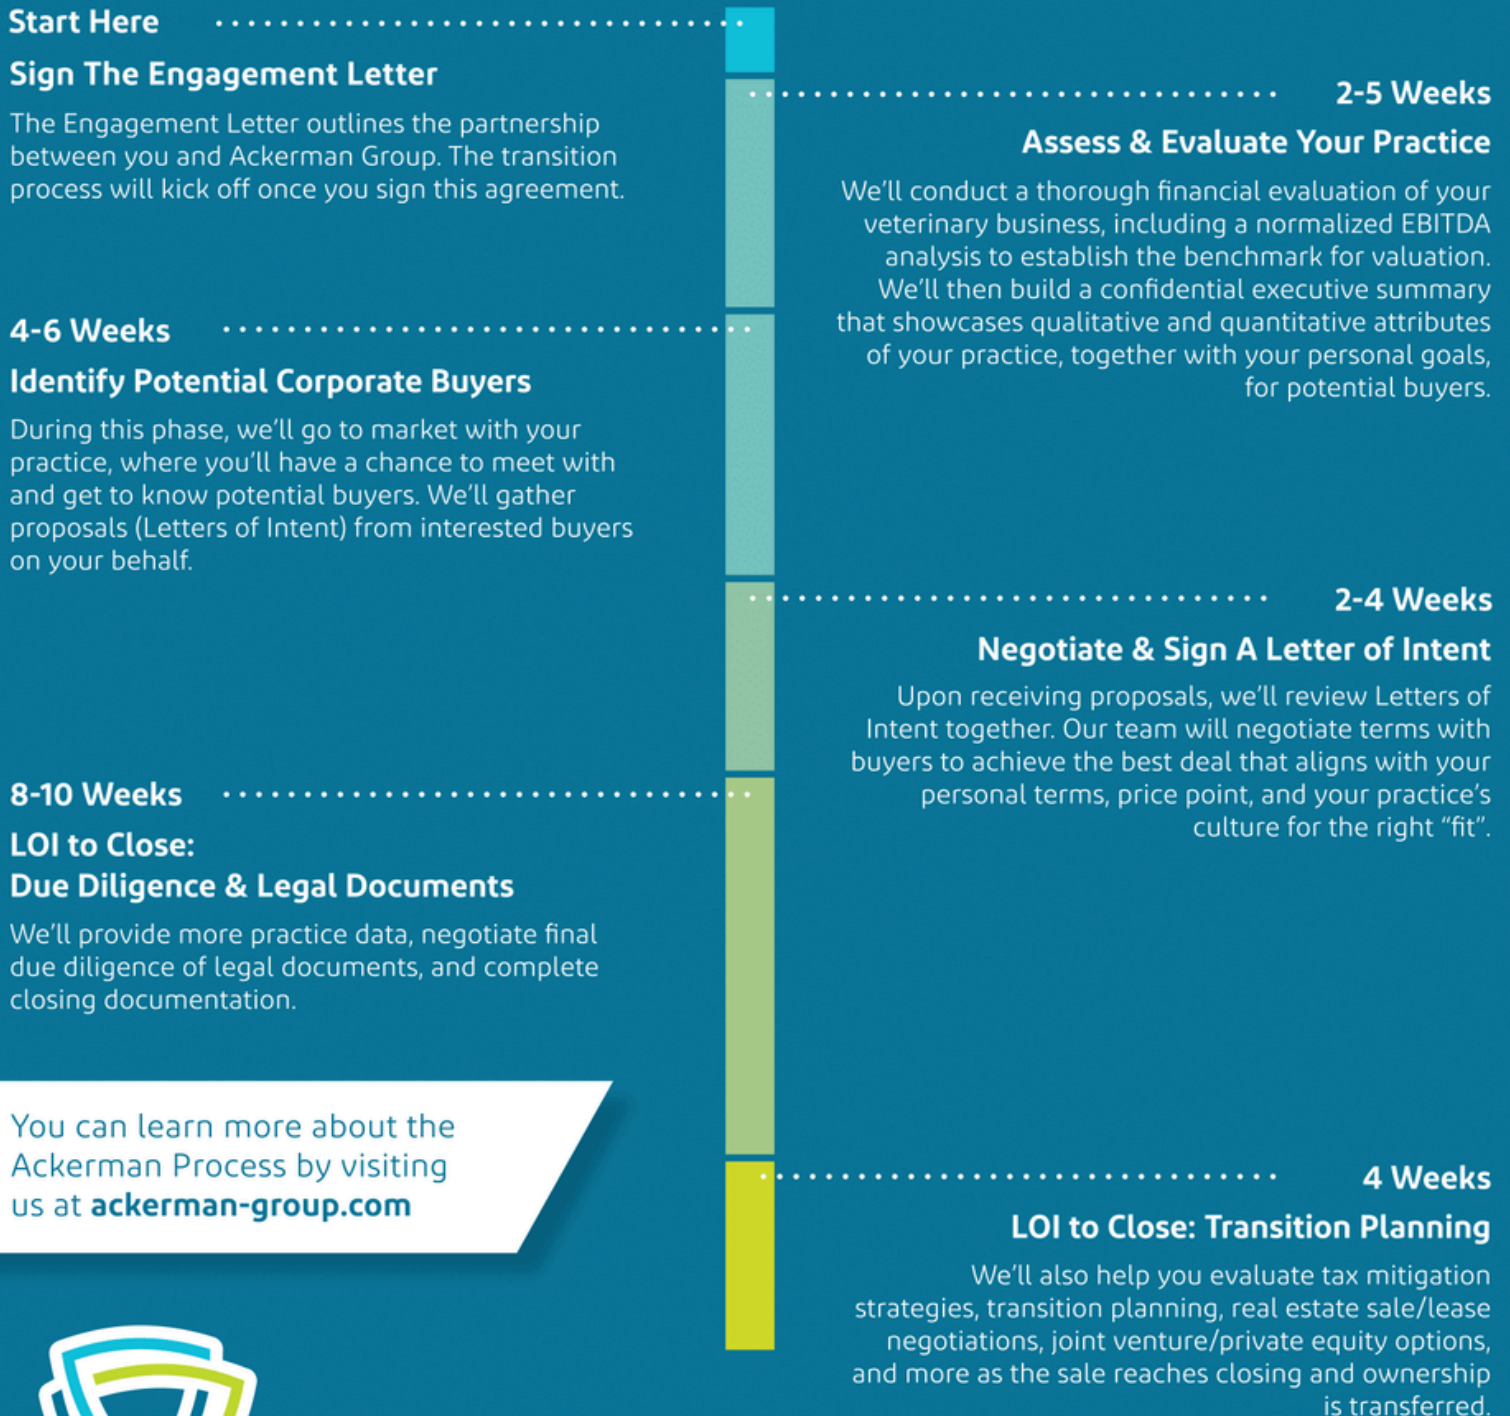 Start Here
Sign The Engagement Letter
The Engagement Letter outlines the partnership
between you and Ackerman Group. The transition
process will kick off once you sign this agreement.
2-5 Weeks
Assess & Evaluate Your Practice
We'll conduct a thorough financial evaluation of your
veterinary business, including a normalized EBITDA
analysis to establish the benchmark for valuation.
We'll then build a confidential executive summary
that showcases qualitative and quantitative attributes
of your practice, together with your personal goals,
for potential buyers.
4-6 Weeks
Identify Potential Corporate Buyers
During this phase, we'll go to market with your
practice, where you'll have a chance to meet with
and get to know potential buyers. We'll gather
proposals (Letters of Intent) from interested buyers
on your behalf.
2-4 Weeks
Negotiate & Sign A Letter of Intent
Upon receiving proposals, we'll review Letters of
Intent together. Our team will negotiate terms with
buyers to achieve the best deal that aligns with your
personal terms, price point, and your practice's
culture for the right “fit”.
8-10 Weeks
LOI to Close:
Due Diligence & Legal Documents
We'll provide more practice data, negotiate final
due diligence of legal documents, and complete
closing documentation.
You can learn more about the
Ackerman Process by visiting
us at ackerman-group.com
4 Weeks
LOI to Close: Transition Planning
We'll also help you evaluate tax mitigation
strategies, transition planning, real estate sale/lease
negotiations, joint venture/private equity options,
and more as the sale reaches closing and ownership
is transferred.